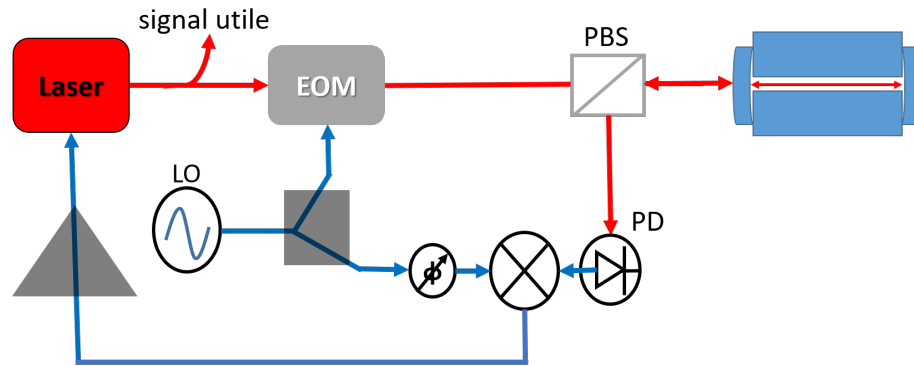 signal utile
PBS
Laser
EOM
LO
PD
ϕ